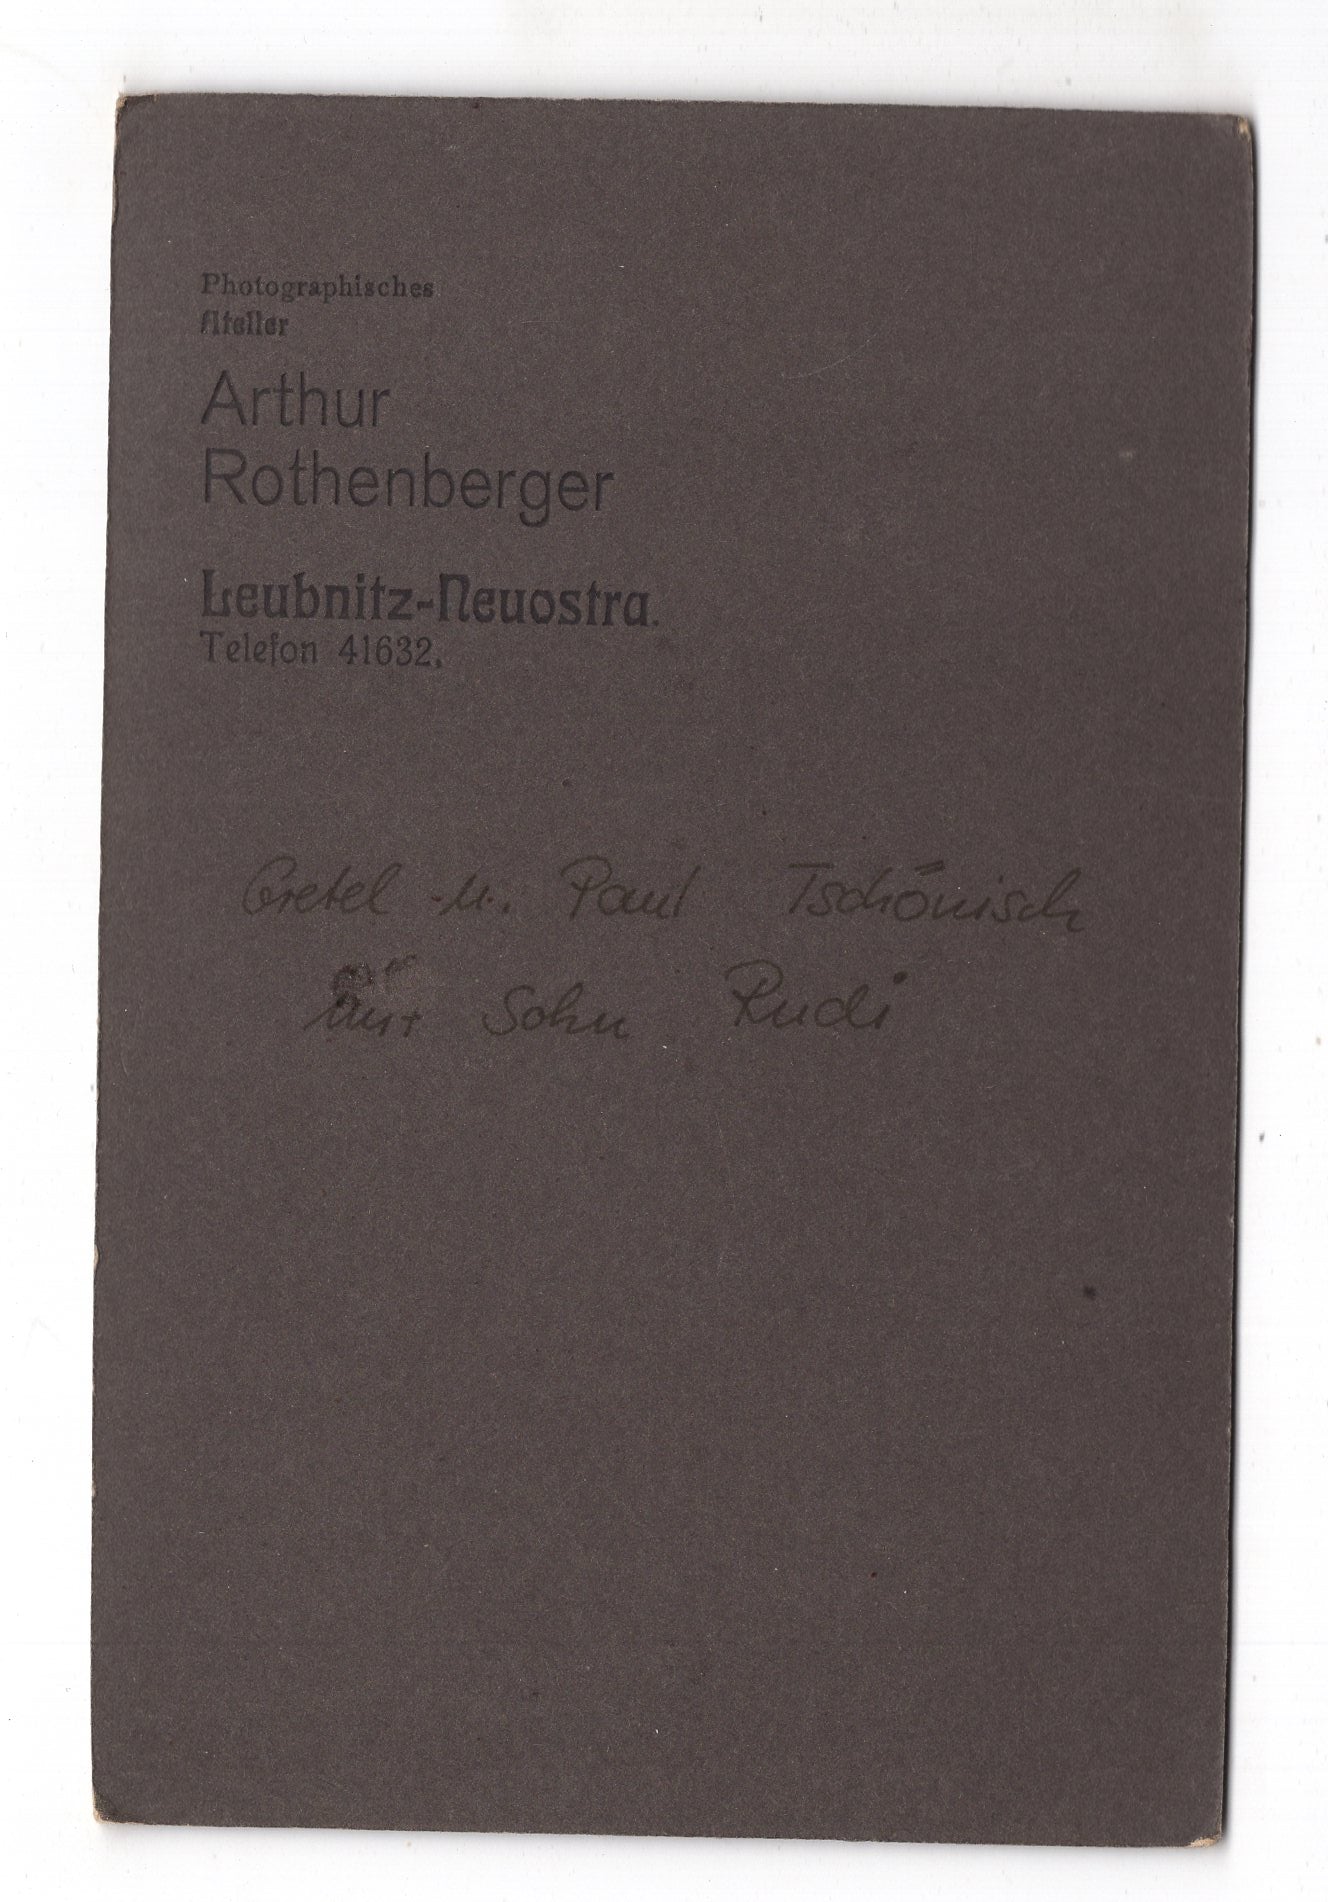 Photographisches
Atelier
Arthur
Rothenberger
Leubnitz-Neuostra.
Telefon 41632.
Gretel u. Paul Tschönisch
mit Sohn Rudi